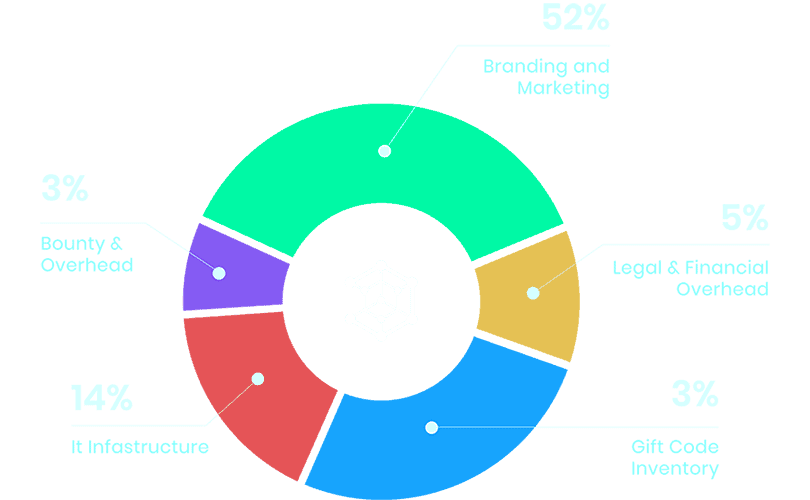 52%
Branding and
Marketing
3%
Bounty &
Overhead
5%
Legal & Financial
Overhead
14%
It Infastructure
3%
Gift Code
Inventory